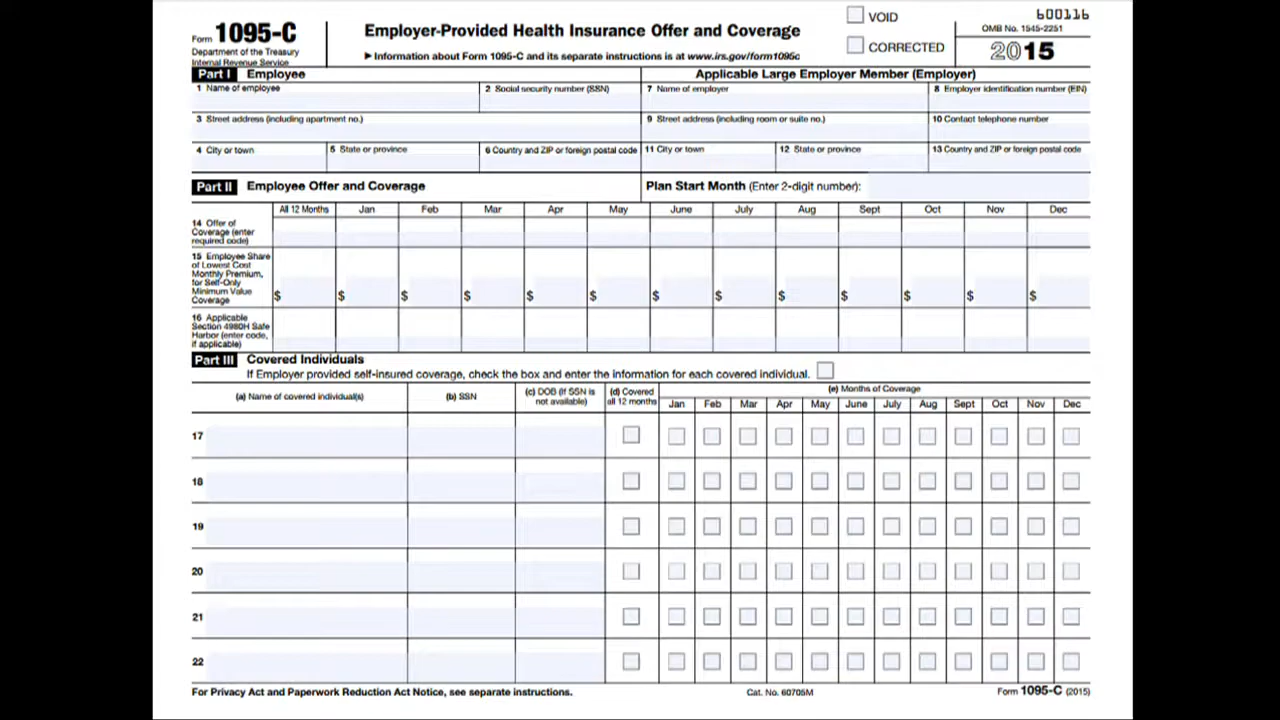 Form 1095-C
Department of the Treasury
Internal Revenue Service
Employer-Provided Health Insurance Offer and Coverage
▶ Information about Form 1095-C and its separate instructions is at www.irs.gov/form1095c
VOID
CORRECTED
600116
OMB No. 1545-2251
2015
Part I Employee
Applicable Large Employer Member (Employer)
1 Name of employee
2 Social security number (SSN)
7 Name of employer
8 Employer identification number (EIN)
3 Street address (including apartment no.)
9 Street address (including room or suite no.)
10 Contact telephone number
4 City or town
5 State or province
6 Country and ZIP or foreign postal code
11 City or town
12 State or province
13 Country and ZIP or foreign postal code
Part II Employee Offer and Coverage
Plan Start Month (Enter 2-digit number):
All 12 Months Jan Feb Mar Apr May June July Aug Sept Oct Nov Dec
14 Offer of
Coverage (enter
required code)
15 Employee Share
of Lowest Cost
Monthly Premium,
for Self-Only
Minimum Value
Coverage
$ $ $ $ $ $ $ $ $ $ $ $ $
16 Applicable
Section 4980H Safe
Harbor (enter code,
if applicable)
Part III Covered Individuals
If Employer provided self-insured coverage, check the box and enter the information for each covered individual.
(a) Name of covered individual(s)
(b) SSN
(c) DOB (If SSN is
not available)
(d) Covered
all 12 months
(e) Months of Coverage
Jan Feb Mar Apr May June July Aug Sept Oct Nov Dec
17
18
19
20
21
22
For Privacy Act and Paperwork Reduction Act Notice, see separate instructions.
Cat. No. 60705M
Form 1095-C (2015)